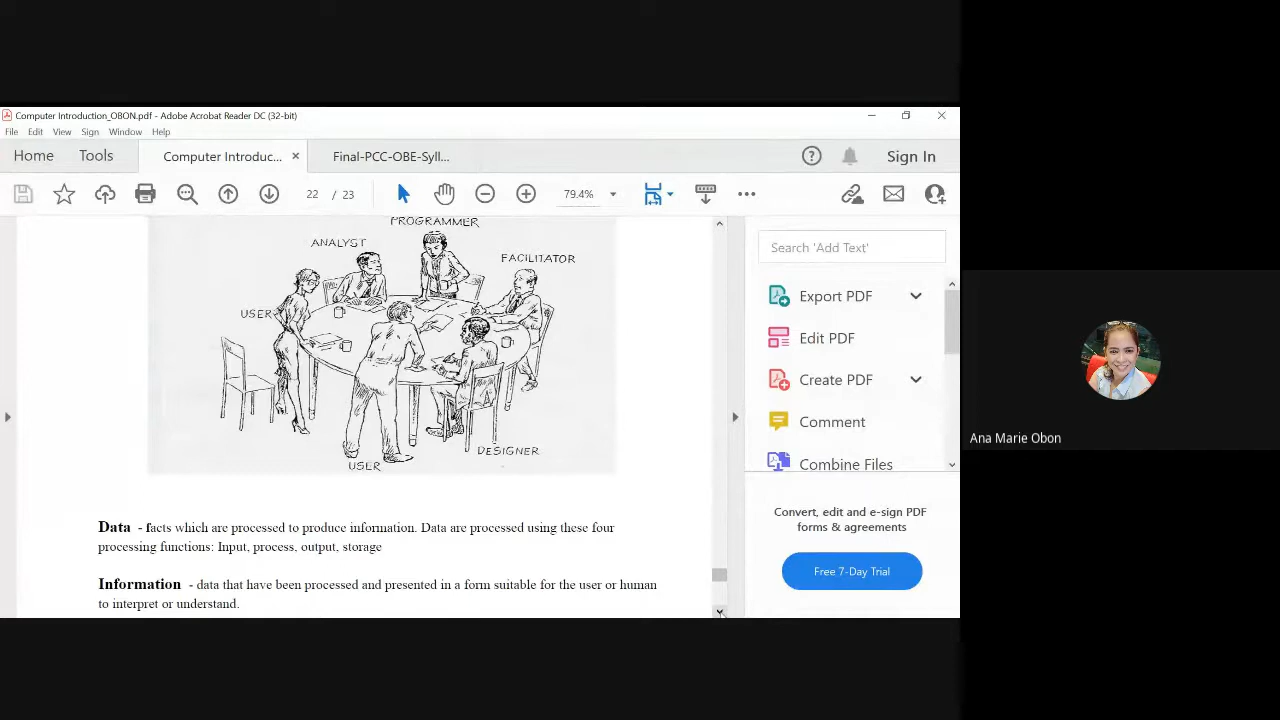 Computer Introduction_OBON.pdf - Adobe Acrobat Reader DC (32-bit)
File Edit View Sign Window Help
Home Tools Computer Introduc... × Final-PCC-OBE-Syll... Sign In
22 / 23 79.4%
PROGRAMMER
ANALYST
FACILITATOR
USER
DESIGNER
USER
Data - facts which are processed to produce information. Data are processed using these four
processing functions: Input, process, output, storage
Information - data that have been processed and presented in a form suitable for the user or human
to interpret or understand.
Search 'Add Text'
Export PDF
Edit PDF
Create PDF
Comment
Combine Files
Convert, edit and e-sign PDF
forms & agreements
Free 7-Day Trial
Ana Marie Obon